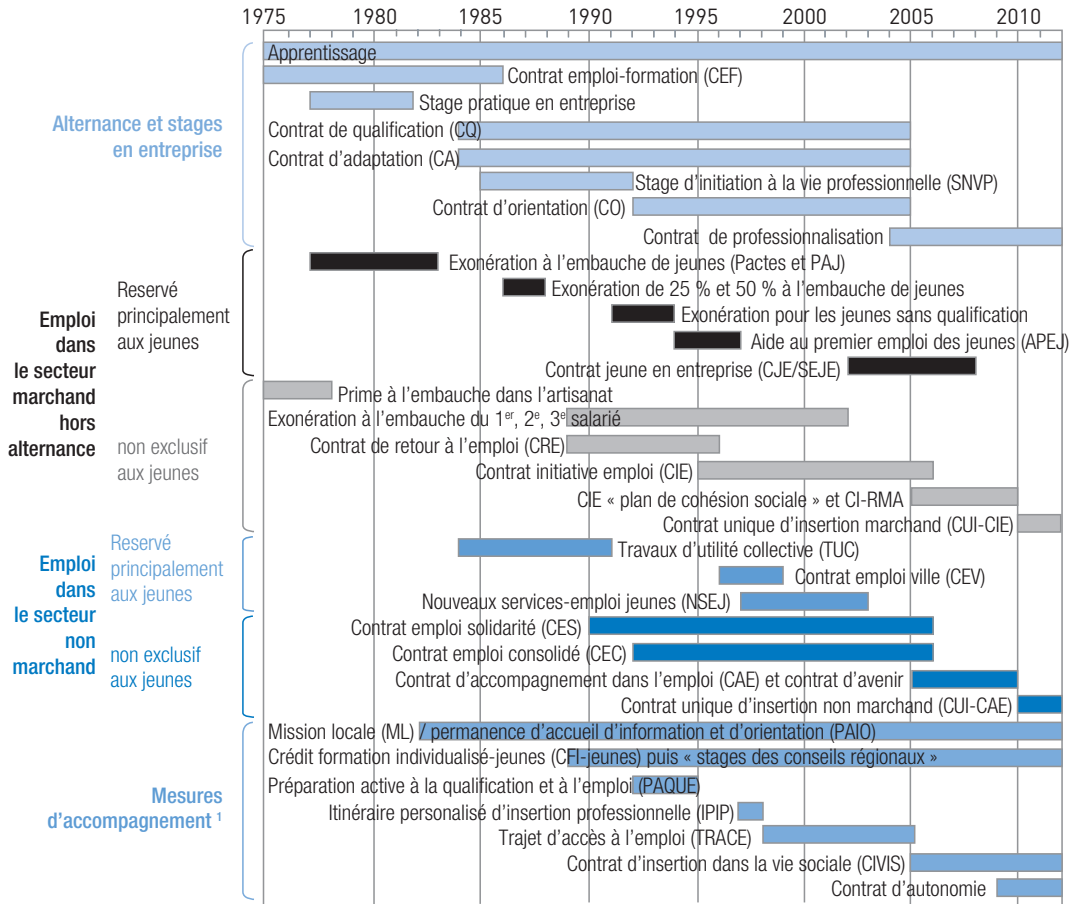 1975 1980 1985 1990 1995 2000 2005 2010
Alternance et stages
en entreprise
Apprentissage
Contrat emploi-formation (CEF)
Stage pratique en entreprise
Contrat de qualification (CQ)
Contrat d'adaptation (CA)
Stage d'initiation à la vie professionnelle (SNVP)
Contrat d'orientation (CO)
Contrat de professionnalisation
Emploi
dans
le secteur
marchand
hors
alternance
Reservé
principalement
aux jeunes
Exonération à l'embauche de jeunes (Pactes et PAJ)
Exonération de 25 % et 50 % à l'embauche de jeunes
Exonération pour les jeunes sans qualification
Aide au premier emploi des jeunes (APEJ)
Contrat jeune en entreprise (CJE/SEJE)
non exclusif
aux jeunes
Prime à l'embauche dans l'artisanat
Exonération à l'embauche du 1er, 2e, 3e salarié
Contrat de retour à l'emploi (CRE)
Contrat initiative emploi (CIE)
CIE « plan de cohésion sociale » et CI-RMA
Contrat unique d'insertion marchand (CUI-CIE)
Emploi
dans
le secteur
non
marchand
Reservé
principalement
aux jeunes
Travaux d'utilité collective (TUC)
Contrat emploi ville (CEV)
Nouveaux services-emploi jeunes (NSEJ)
non exclusif
aux jeunes
Contrat emploi solidarité (CES)
Contrat emploi consolidé (CEC)
Contrat d'accompagnement dans l'emploi (CAE) et contrat d'avenir
Contrat unique d'insertion non marchand (CUI-CAE)
Mesures
d'accompagnement 1
Mission locale (ML) / permanence d'accueil d'information et d'orientation (PAIO)
Crédit formation individualisé-jeunes (CFI-jeunes) puis « stages des conseils régionaux »
Préparation active à la qualification et à l'emploi (PAQUE)
Itinéraire personalisé d'insertion professionnelle (IPIP)
Trajet d'accès à l'emploi (TRACE)
Contrat d'insertion dans la vie sociale (CIVIS)
Contrat d'autonomie